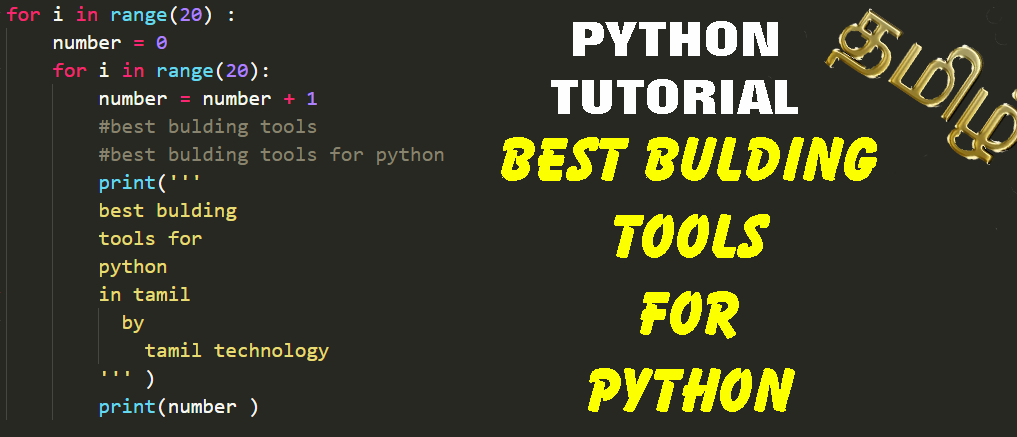 for i in range(20) :
    number = 0
    for i in range(20):
        number = number + 1
        #best bulding tools
        #best bulding tools for python
        print('''
        best bulding
        tools for
        python
        in tamil
          by
            tamil technology
        ''' )
        print(number )
PYTHON
TUTORIAL
BEST BULDING
TOOLS
FOR
PYTHON
தமிழ்